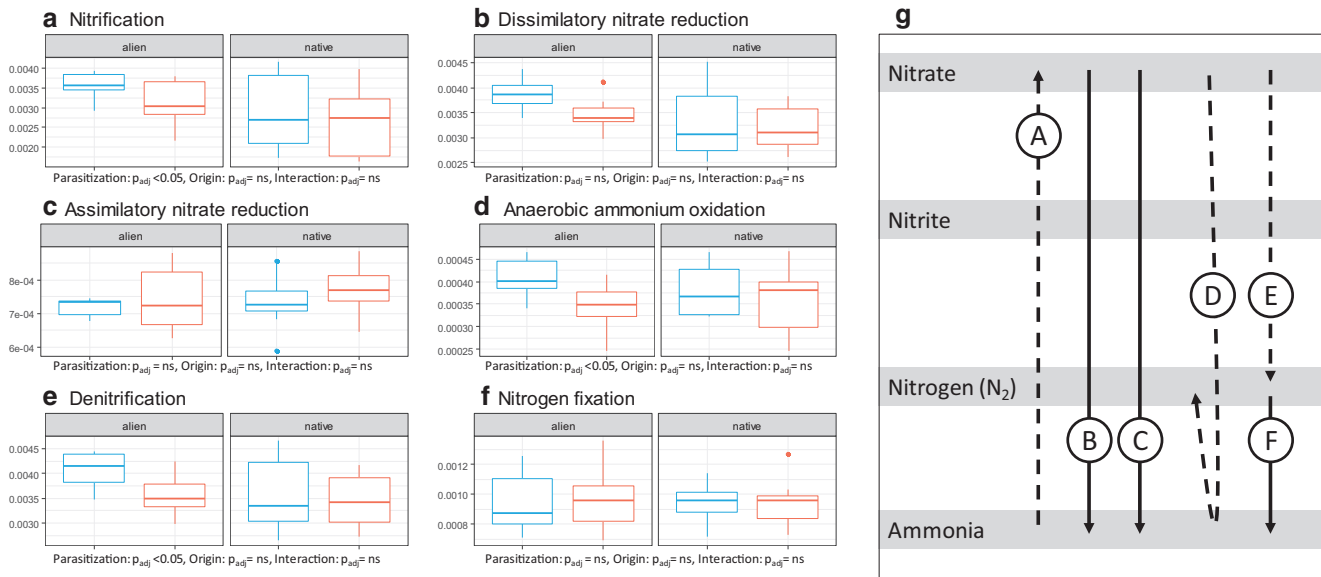 a Nitrification
alien
native
0.0040
0.0030
0.0025
0.0020
Parasitization: padj <0.05, Origin: padj= ns, Interaction: padj= ns
b Dissimilatory nitrate reduction
alien
native
0.0045
0.0040
0.0035
0.0030
0.0025
Parasitization: padj = ns, Origin: padj= ns, Interaction: padj= ns
c Assimilatory nitrate reduction
alien
native
8e-04
7e-04
6e-04
Parasitization: padj = ns, Origin: padj= ns, Interaction: padj= ns
d Anaerobic ammonium oxidation
alien
native
0.00045
0.00035
0.00030
0.00025
Parasitization: padj <0.05, Origin: padj= ns, Interaction: padj= ns
e Denitrification
alien
native
0.0045
0.0040
0.0035
0.0030
Parasitization: padj <0.05, Origin: padj= ns, Interaction: padj= ns
f Nitrogen fixation
alien
native
0.0012
0.0010
0.0008
Parasitization: padj = ns, Origin: padj= ns, Interaction: padj= ns
g
Nitrate
A
Nitrite
D E
Nitrogen (N2)
B C F
Ammonia